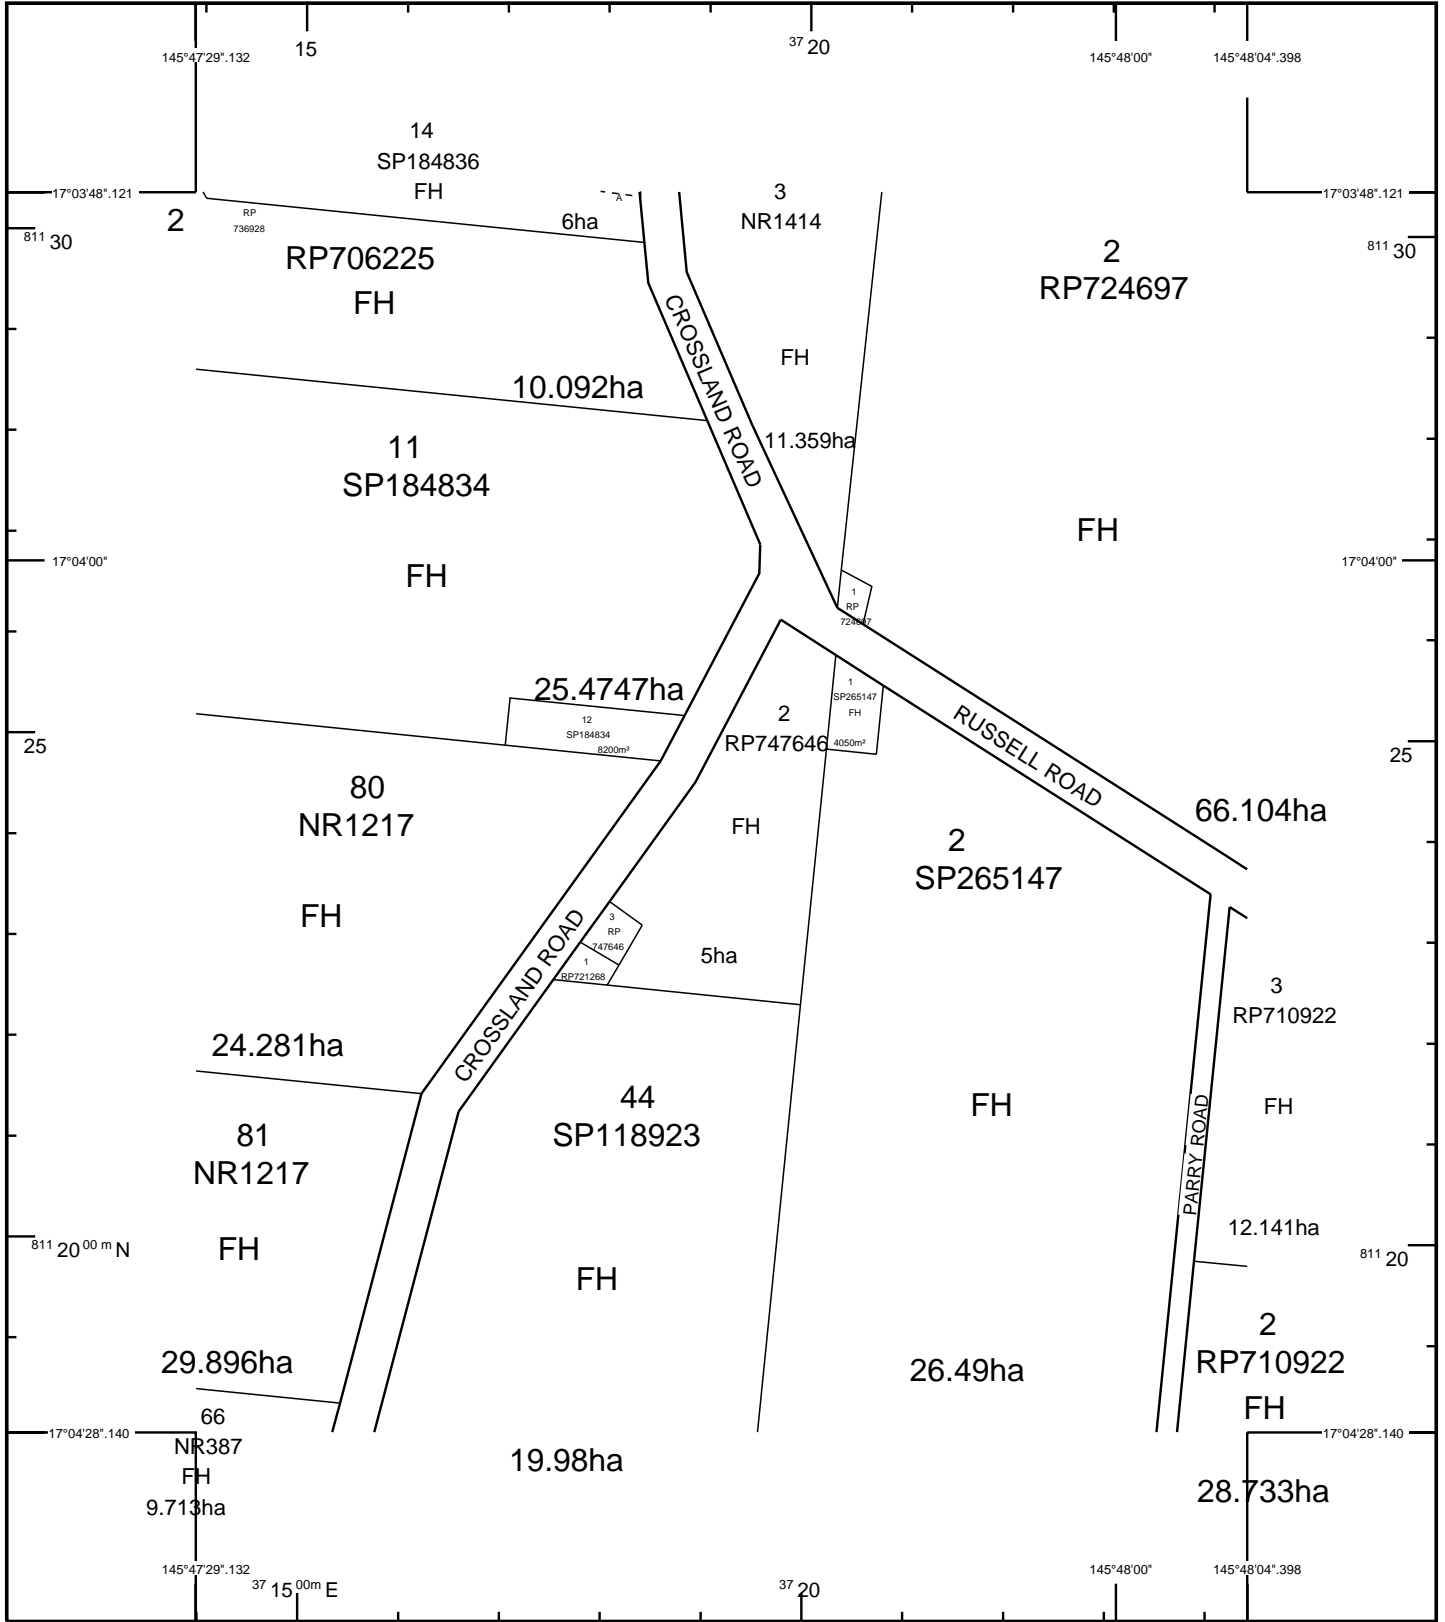 15
37 20
145°47'29".132
145°48'00"
145°48'04".398
14
SP184836
FH
17°03'48".121
A
3
NR1414
17°03'48".121
2
RP
736928
6ha
811 30
811 30
RP706225
FH
2
RP724697
CROSSLAND ROAD
FH
10.092ha
11.359ha
11
SP184834
FH
FH
17°04'00"
17°04'00"
1
RP
724697
25.4747ha
12
SP184834
8200m²
2
RP747646
1
SP265147
FH
4050m²
25
25
RUSSELL ROAD
80
NR1217
FH
66.104ha
2
SP265147
FH
3
RP
747646
1
RP721268
5ha
CROSSLAND ROAD
3
RP710922
24.281ha
44
SP118923
FH
FH
PARRY ROAD
81
NR1217
FH
12.141ha
811 20 00 m N
811 20
FH
2
RP710922
FH
29.896ha
26.49ha
66
NR387
FH
9.713ha
17°04'28".140
17°04'28".140
19.98ha
28.733ha
145°47'29".132
145°48'00"
145°48'04".398
37 15 00m E
37 20